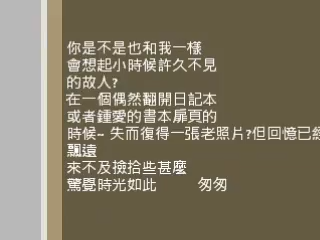 你是不是也和我一樣
會想起小時候許久不見
的故人?
在一個偶然翻開日記本
或者鍾愛的書本扉頁的
時候-- 失而復得一張老照片?但回憶已經
飄遠
來不及撿拾些甚麼
驚覺時光如此　　匆匆